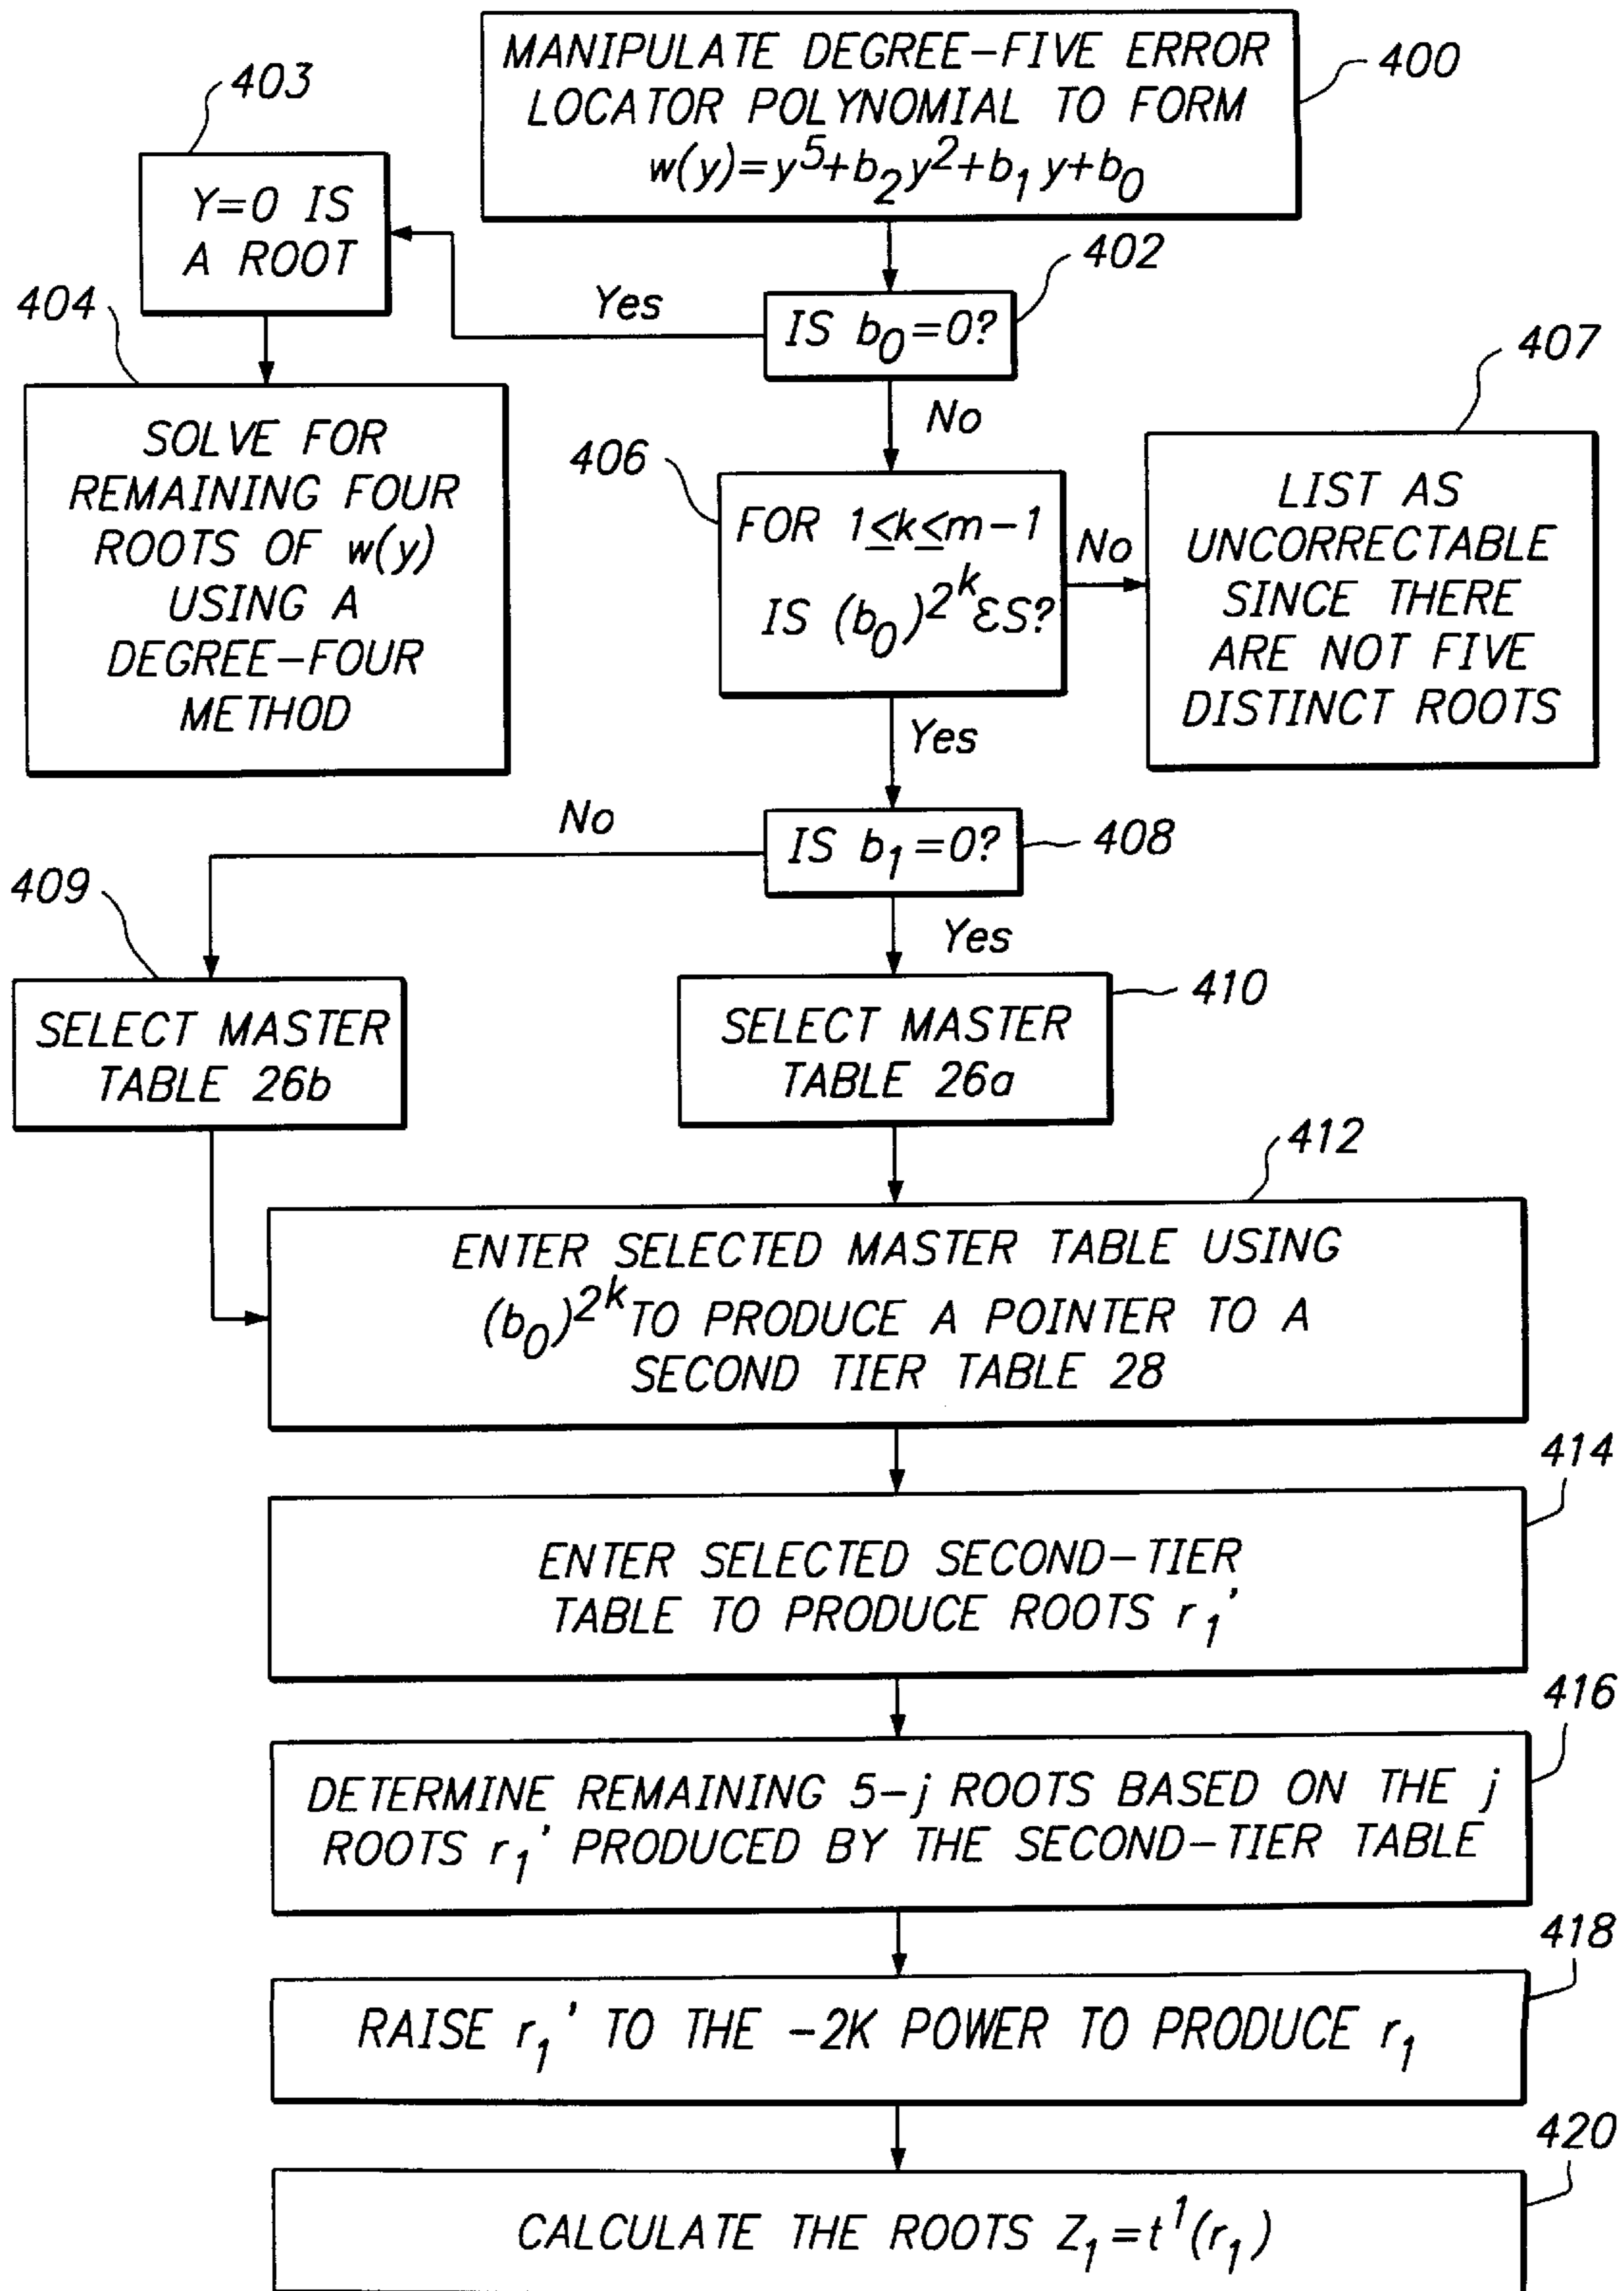 MANIPULATE DEGREE-FIVE ERROR
LOCATOR POLYNOMIAL TO FORM
w(y)=y⁵+b₂y²+b₁y+b₀
400
403
Y=0 IS
A ROOT
402
IS b₀=0?
Yes
No
404
SOLVE FOR
REMAINING FOUR
ROOTS OF w(y)
USING A
DEGREE-FOUR
METHOD
406
FOR 1≤k≤m-1
IS (b₀)^2^k εS?
No
Yes
407
LIST AS
UNCORRECTABLE
SINCE THERE
ARE NOT FIVE
DISTINCT ROOTS
IS b₁=0?
408
No
Yes
409
SELECT MASTER
TABLE 26b
410
SELECT MASTER
TABLE 26a
412
ENTER SELECTED MASTER TABLE USING
(b₀)^2^k TO PRODUCE A POINTER TO A
SECOND TIER TABLE 28
414
ENTER SELECTED SECOND-TIER
TABLE TO PRODUCE ROOTS r₁'
416
DETERMINE REMAINING 5-j ROOTS BASED ON THE j
ROOTS r₁' PRODUCED BY THE SECOND-TIER TABLE
418
RAISE r₁' TO THE -2K POWER TO PRODUCE r₁
420
CALCULATE THE ROOTS Z₁=t¹(r₁)